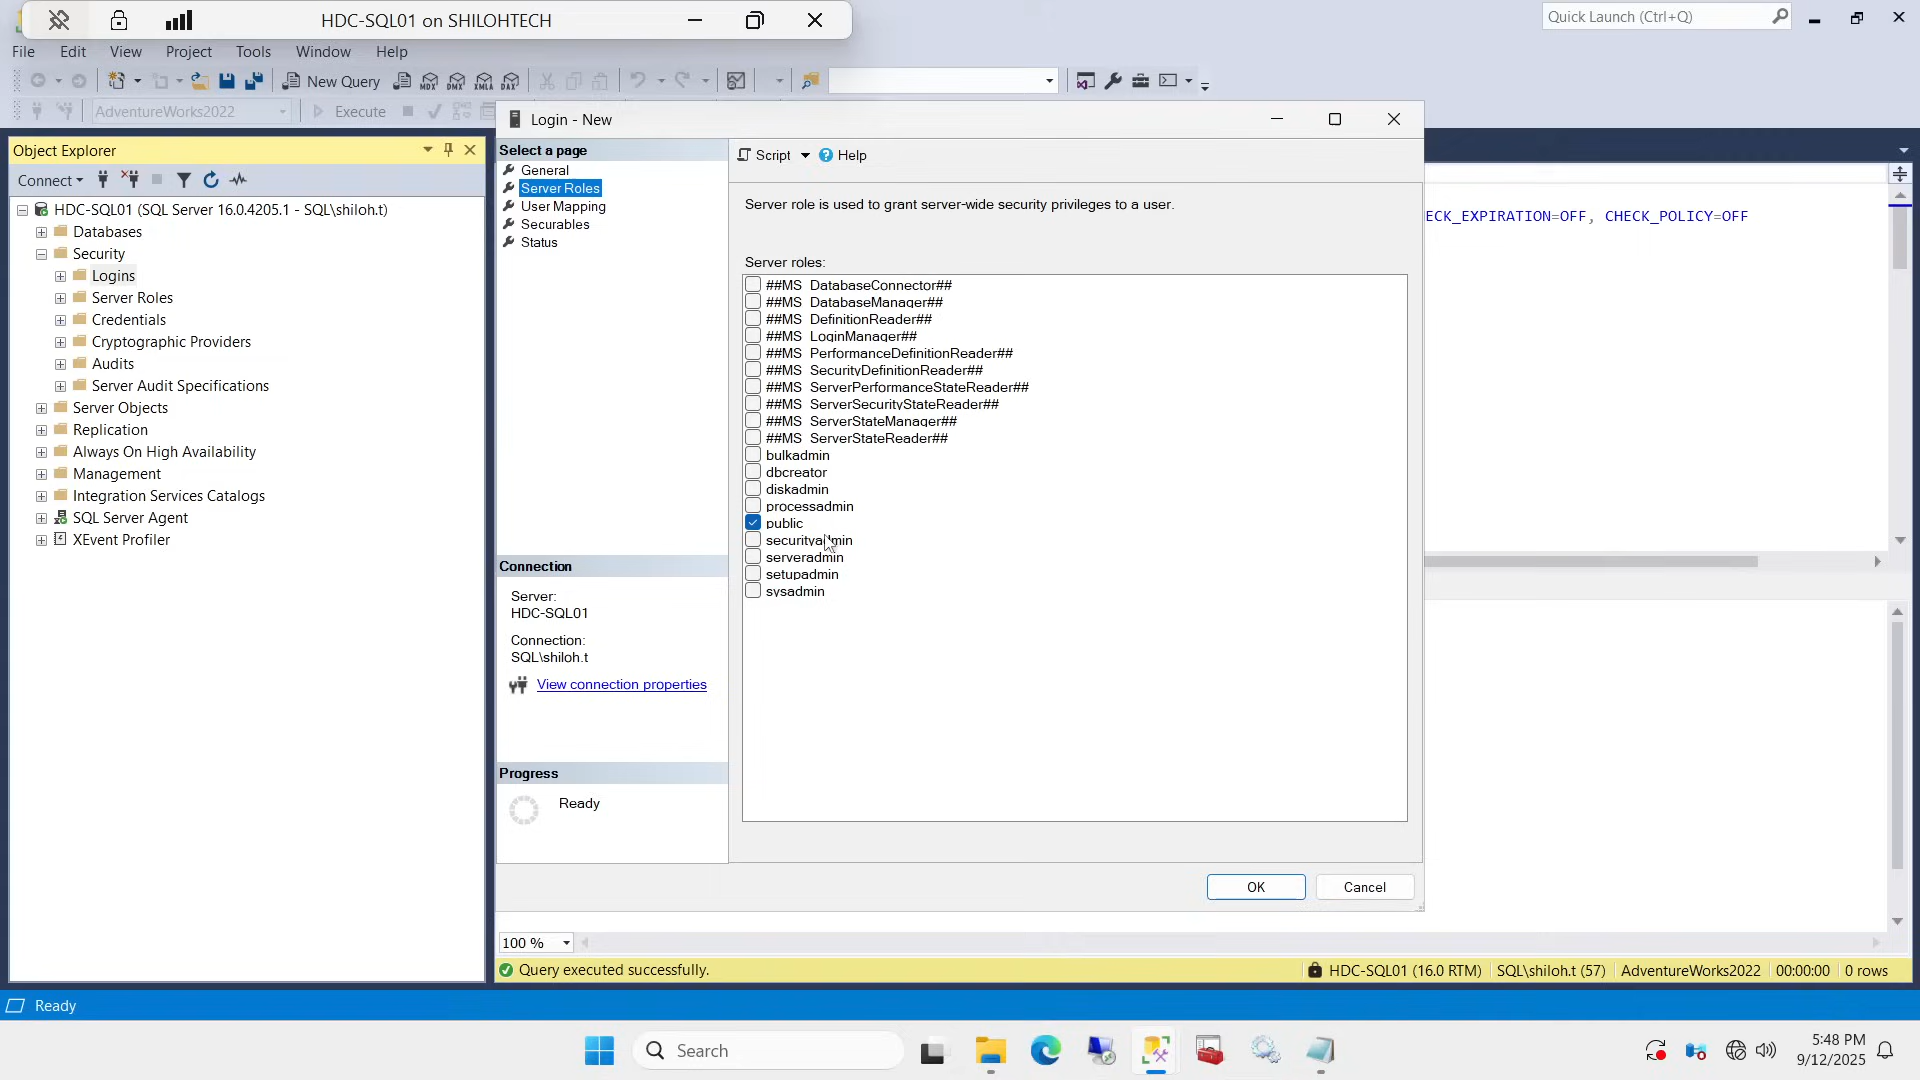 HDC-SQL01 on SHILOHTECH
Quick Launch (Ctrl+Q)
File Edit View Project Tools Window Help
New Query MDX DMX XMLA DAX
AdventureWorks2022 Execute
Object Explorer
Connect
HDC-SQL01 (SQL Server 16.0.4205.1 - SQL\shiloh.t)
Databases
Security
Logins
Server Roles
Credentials
Cryptographic Providers
Audits
Server Audit Specifications
Server Objects
Replication
Always On High Availability
Management
Integration Services Catalogs
SQL Server Agent
XEvent Profiler
Login - New
Select a page
General
Server Roles
User Mapping
Securables
Status
Connection
Server:
HDC-SQL01
Connection:
SQL\shiloh.t
View connection properties
Progress
Ready
Script Help
Server role is used to grant server-wide security privileges to a user.
Server roles:
##MS DatabaseConnector##
##MS DatabaseManager##
##MS DefinitionReader##
##MS LoginManager##
##MS PerformanceDefinitionReader##
##MS SecurityDefinitionReader##
##MS ServerPerformanceStateReader##
##MS ServerSecurityStateReader##
##MS ServerStateManager##
##MS ServerStateReader##
bulkadmin
dbcreator
diskadmin
processadmin
public
securityadmin
serveradmin
setupadmin
sysadmin
OK Cancel
ECK_EXPIRATION=OFF, CHECK_POLICY=OFF
100 %
Query executed successfully. HDC-SQL01 (16.0 RTM) SQL\shiloh.t (57) AdventureWorks2022 00:00:00 0 rows
Ready
Search
5:48 PM
9/12/2025